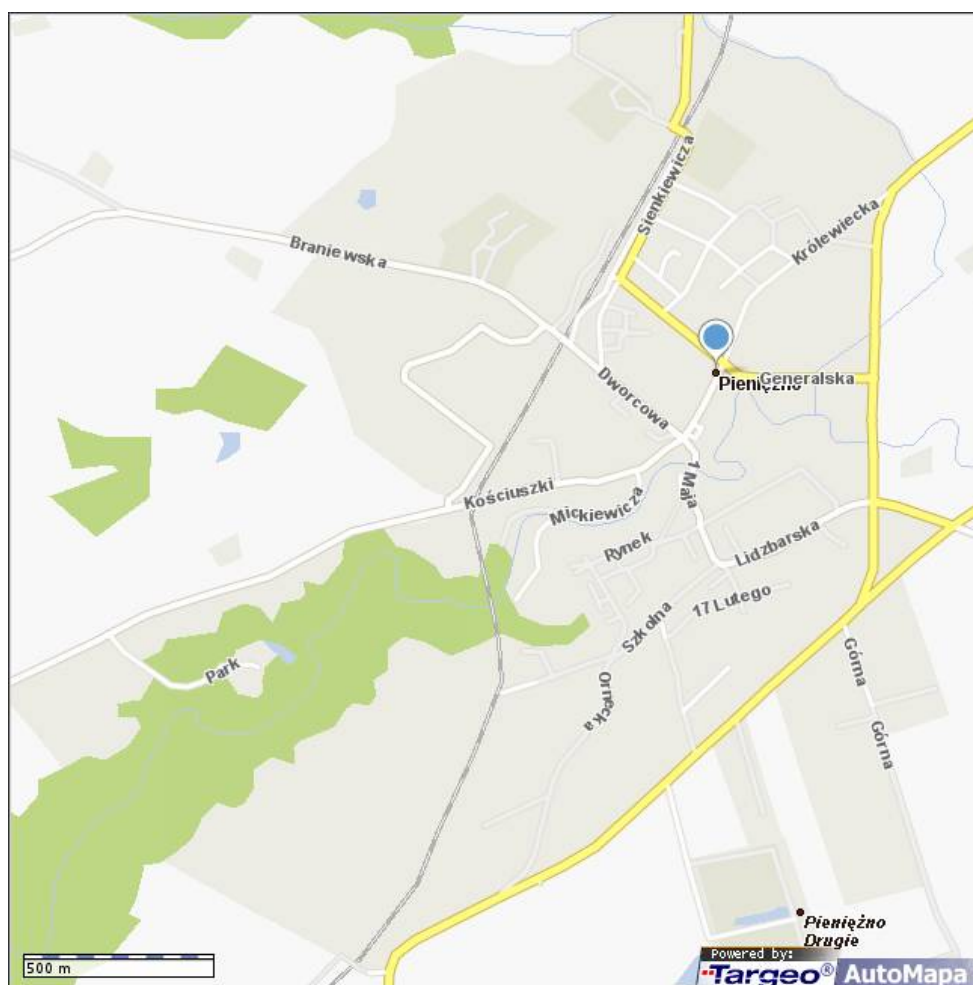 Sienkiewicza
Królewiecka
Braniewska
Pieniężno
Generalska
Dworcowa
1 Maja
Kościuszki
Mickiewicza
Rynek
Lidzbarska
17 Lutego
Szkolna
Park
Ornecka
Górna
Górna
Pieniężno
Drugie
500 m
Powered by:
Targeo® AutoMapa